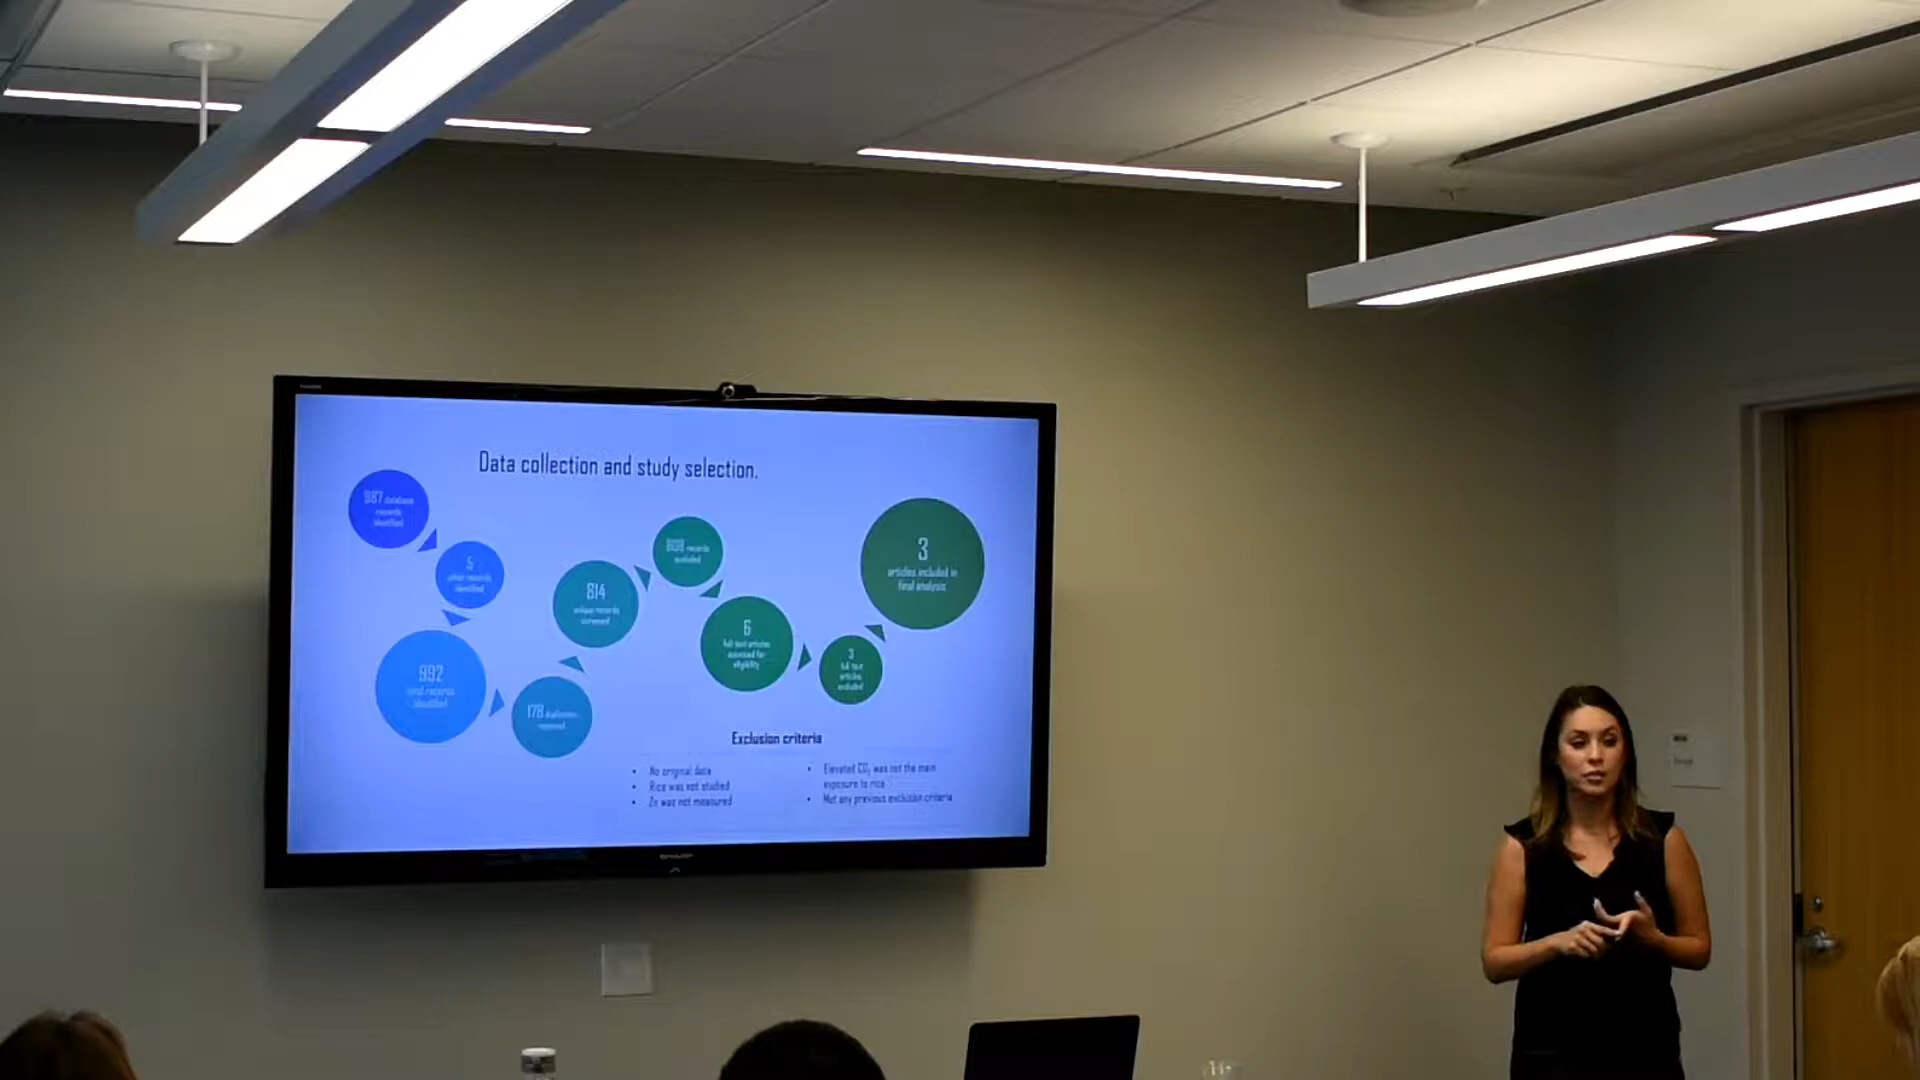 Data collection and study selection.
987 database
records
identified
5
other records
identified
992
total records
identified
178 duplicates
removed
814
unique records
screened
808 records
excluded
6
full-text articles
assessed for
eligibility
3
full-text
articles
excluded
3
articles included in
final analysis
Exclusion criteria
• No original data
• Rice was not studied
• Zn was not measured
• Elevated CO₂ was not the main
exposure to rice
• Met any previous exclusion criteria
SHARP